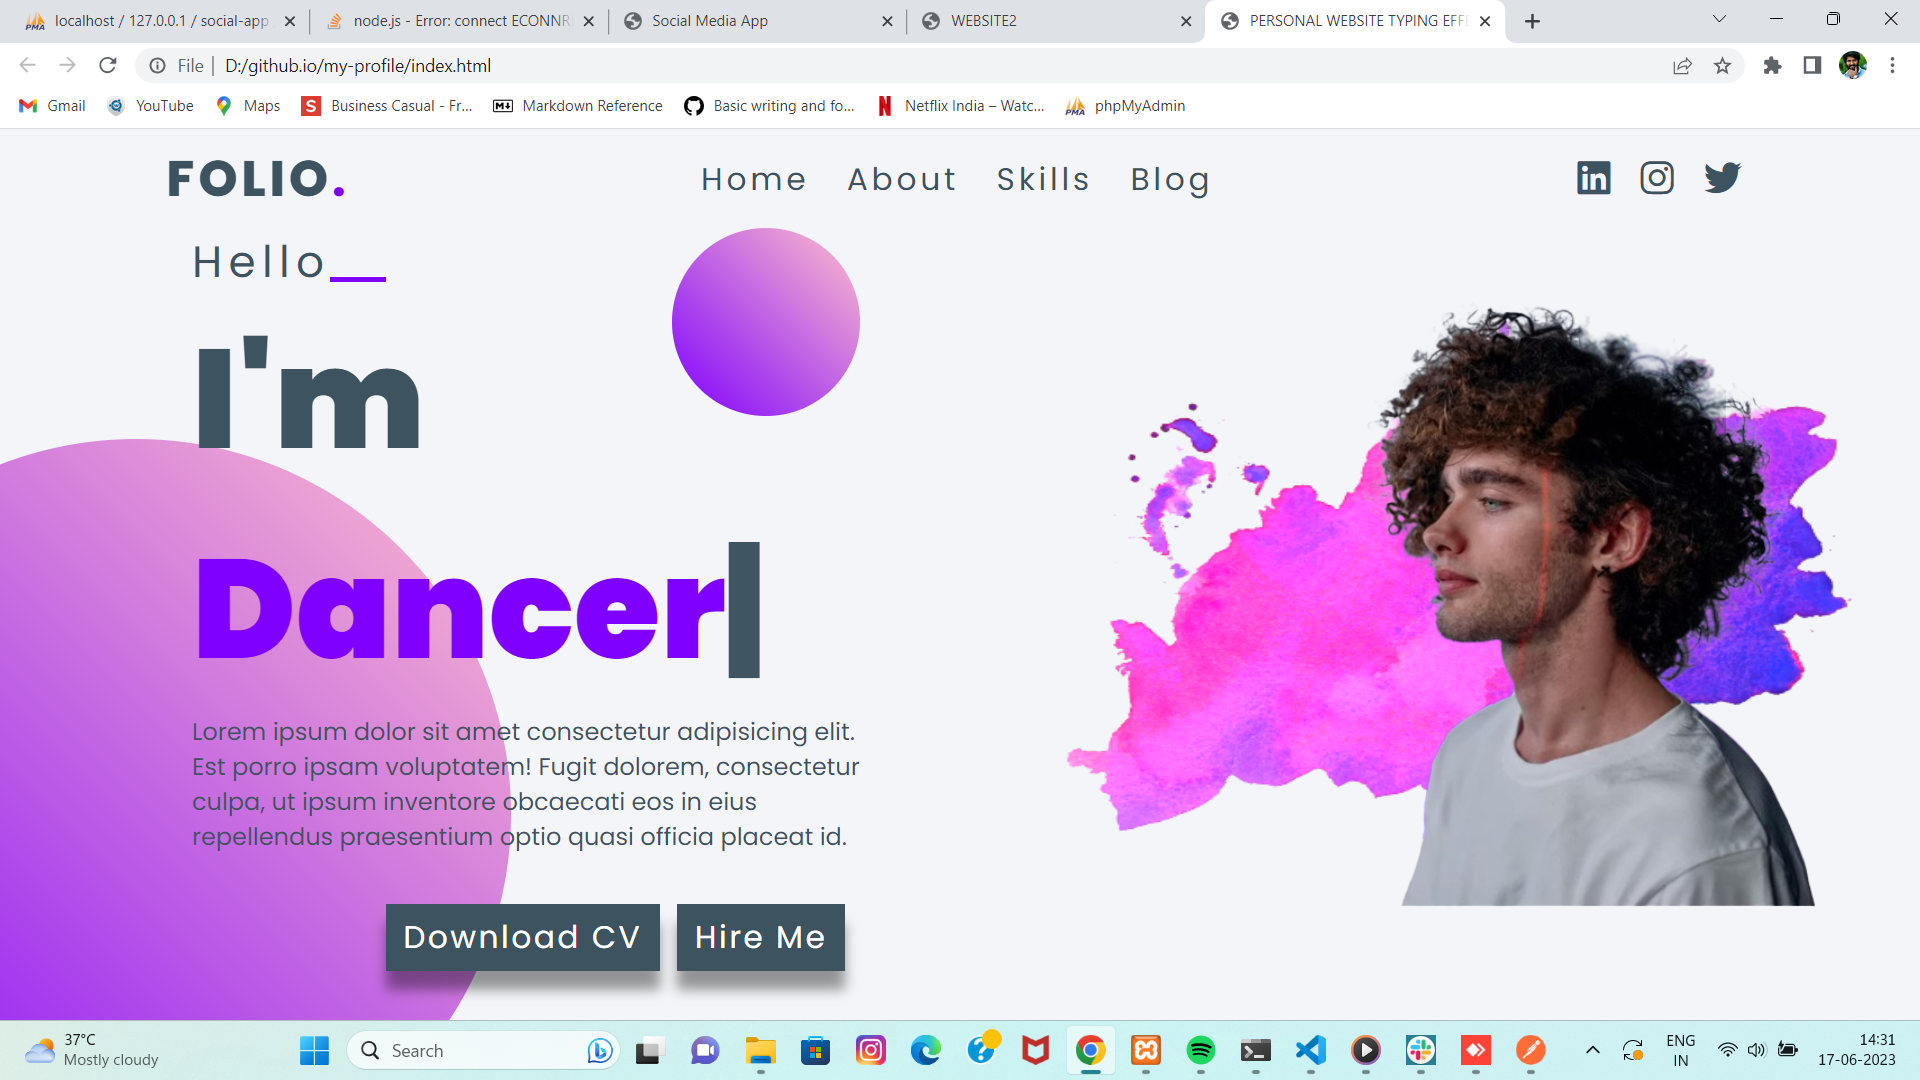 localhost / 127.0.0.1 / social-app
node.js - Error: connect ECONNR
Social Media App
WEBSITE2
PERSONAL WEBSITE TYPING EFF
File | D:/github.io/my-profile/index.html
Gmail
YouTube
Maps
S
Business Casual - Fr...
Markdown Reference
Basic writing and fo...
Netflix India – Watc...
PMA
phpMyAdmin
FOLIO.
Home
About
Skills
Blog
Hello__
I'm
Dancer|
Lorem ipsum dolor sit amet consectetur adipisicing elit.
Est porro ipsam voluptatem! Fugit dolorem, consectetur
culpa, ut ipsum inventore obcaecati eos in eius
repellendus praesentium optio quasi officia placeat id.
Download CV
Hire Me
37°C
Mostly cloudy
Search
ENG
IN
14:31
17-06-2023